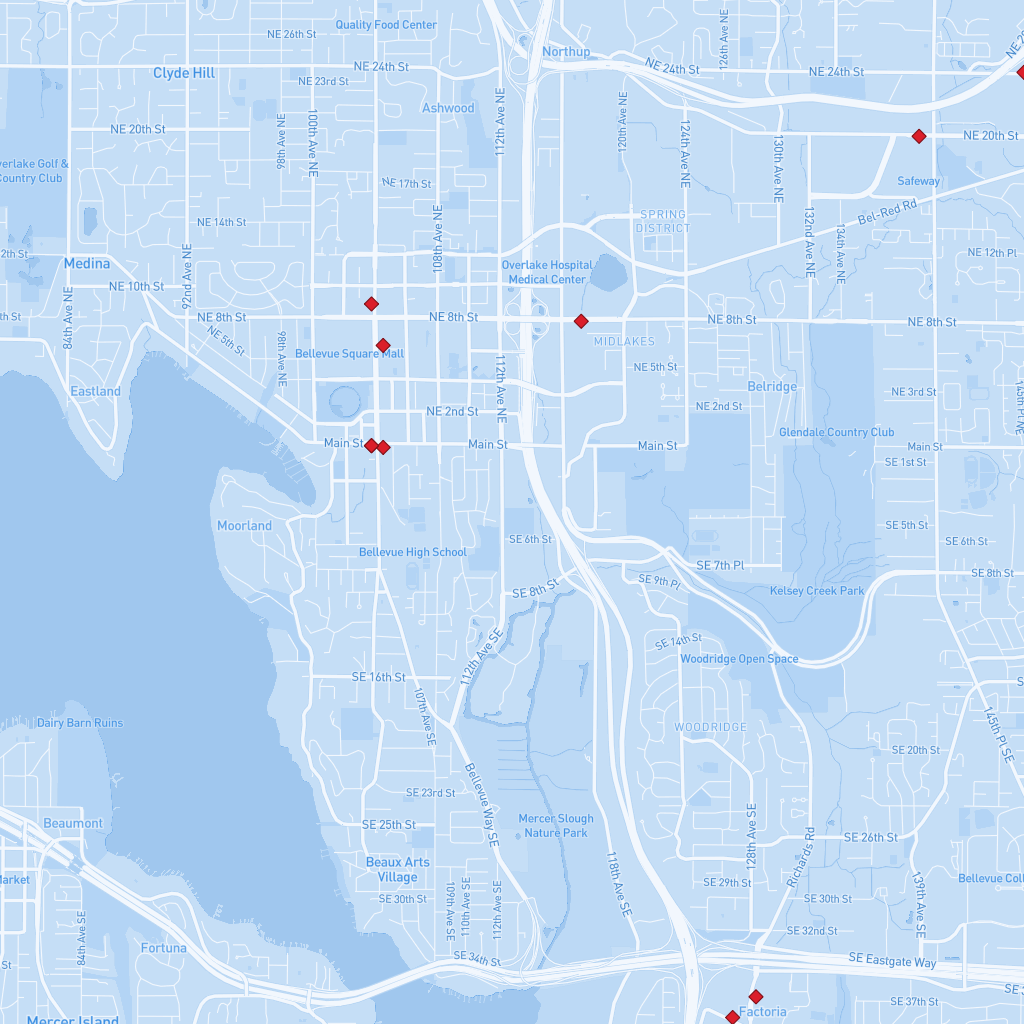 Quality Food Center
NE 26th St
126th Ave NE
NE 24th St
Northup
NE 24th St
NE 24th St
Clyde Hill
NE 23rd St
Ashwood
112th Ave NE
120th Ave NE
124th Ave NE
130th Ave NE
98th Ave NE
100th Ave NE
NE 20th St
NE 20th St
Country Club
NE 17th St
Safeway
NE 14th St
108th Ave NE
SPRING
DISTRICT
132nd Ave NE
134th Ave NE
Bel-Red Rd
92nd Ave NE
Medina
Overlake Hospital
Medical Center
NE 12th Pl
NE 10th St
84th Ave NE
NE 8th St
NE 8th St
NE 8th St
NE 8th St
NE 5th St
98th Ave NE
Bellevue Square Mall
MIDLAKES
112th Ave NE
NE 5th St
Eastland
Belridge
NE 3rd St
145th Pl NE
NE 2nd St
NE 2nd St
Glendale Country Club
Main St
Main St
Main St
Main St
SE 1st St
Moorland
SE 5th St
SE 6th St
SE 6th St
Bellevue High School
SE 7th Pl
SE 8th St
SE 9th Pl
SE 8th St
Kelsey Creek Park
112th Ave SE
SE 14th St
Woodridge Open Space
SE 16th St
107th Ave SE
Dairy Barn Ruins
WOODRIDGE
145th Pl SE
SE 20th St
Bellevue Way SE
SE 23rd St
Beaumont
SE 25th St
Mercer Slough
Nature Park
128th Ave SE
SE 26th St
Richards Rd
Beaux Arts
Village
118th Ave SE
139th Ave SE
SE 29th St
SE 30th St
109th Ave SE
110th Ave SE
112th Ave SE
SE 30th St
84th Ave SE
Fortuna
SE 32nd St
SE 34th St
SE Eastgate Way
SE 37th St
Factoria
Mercer Island